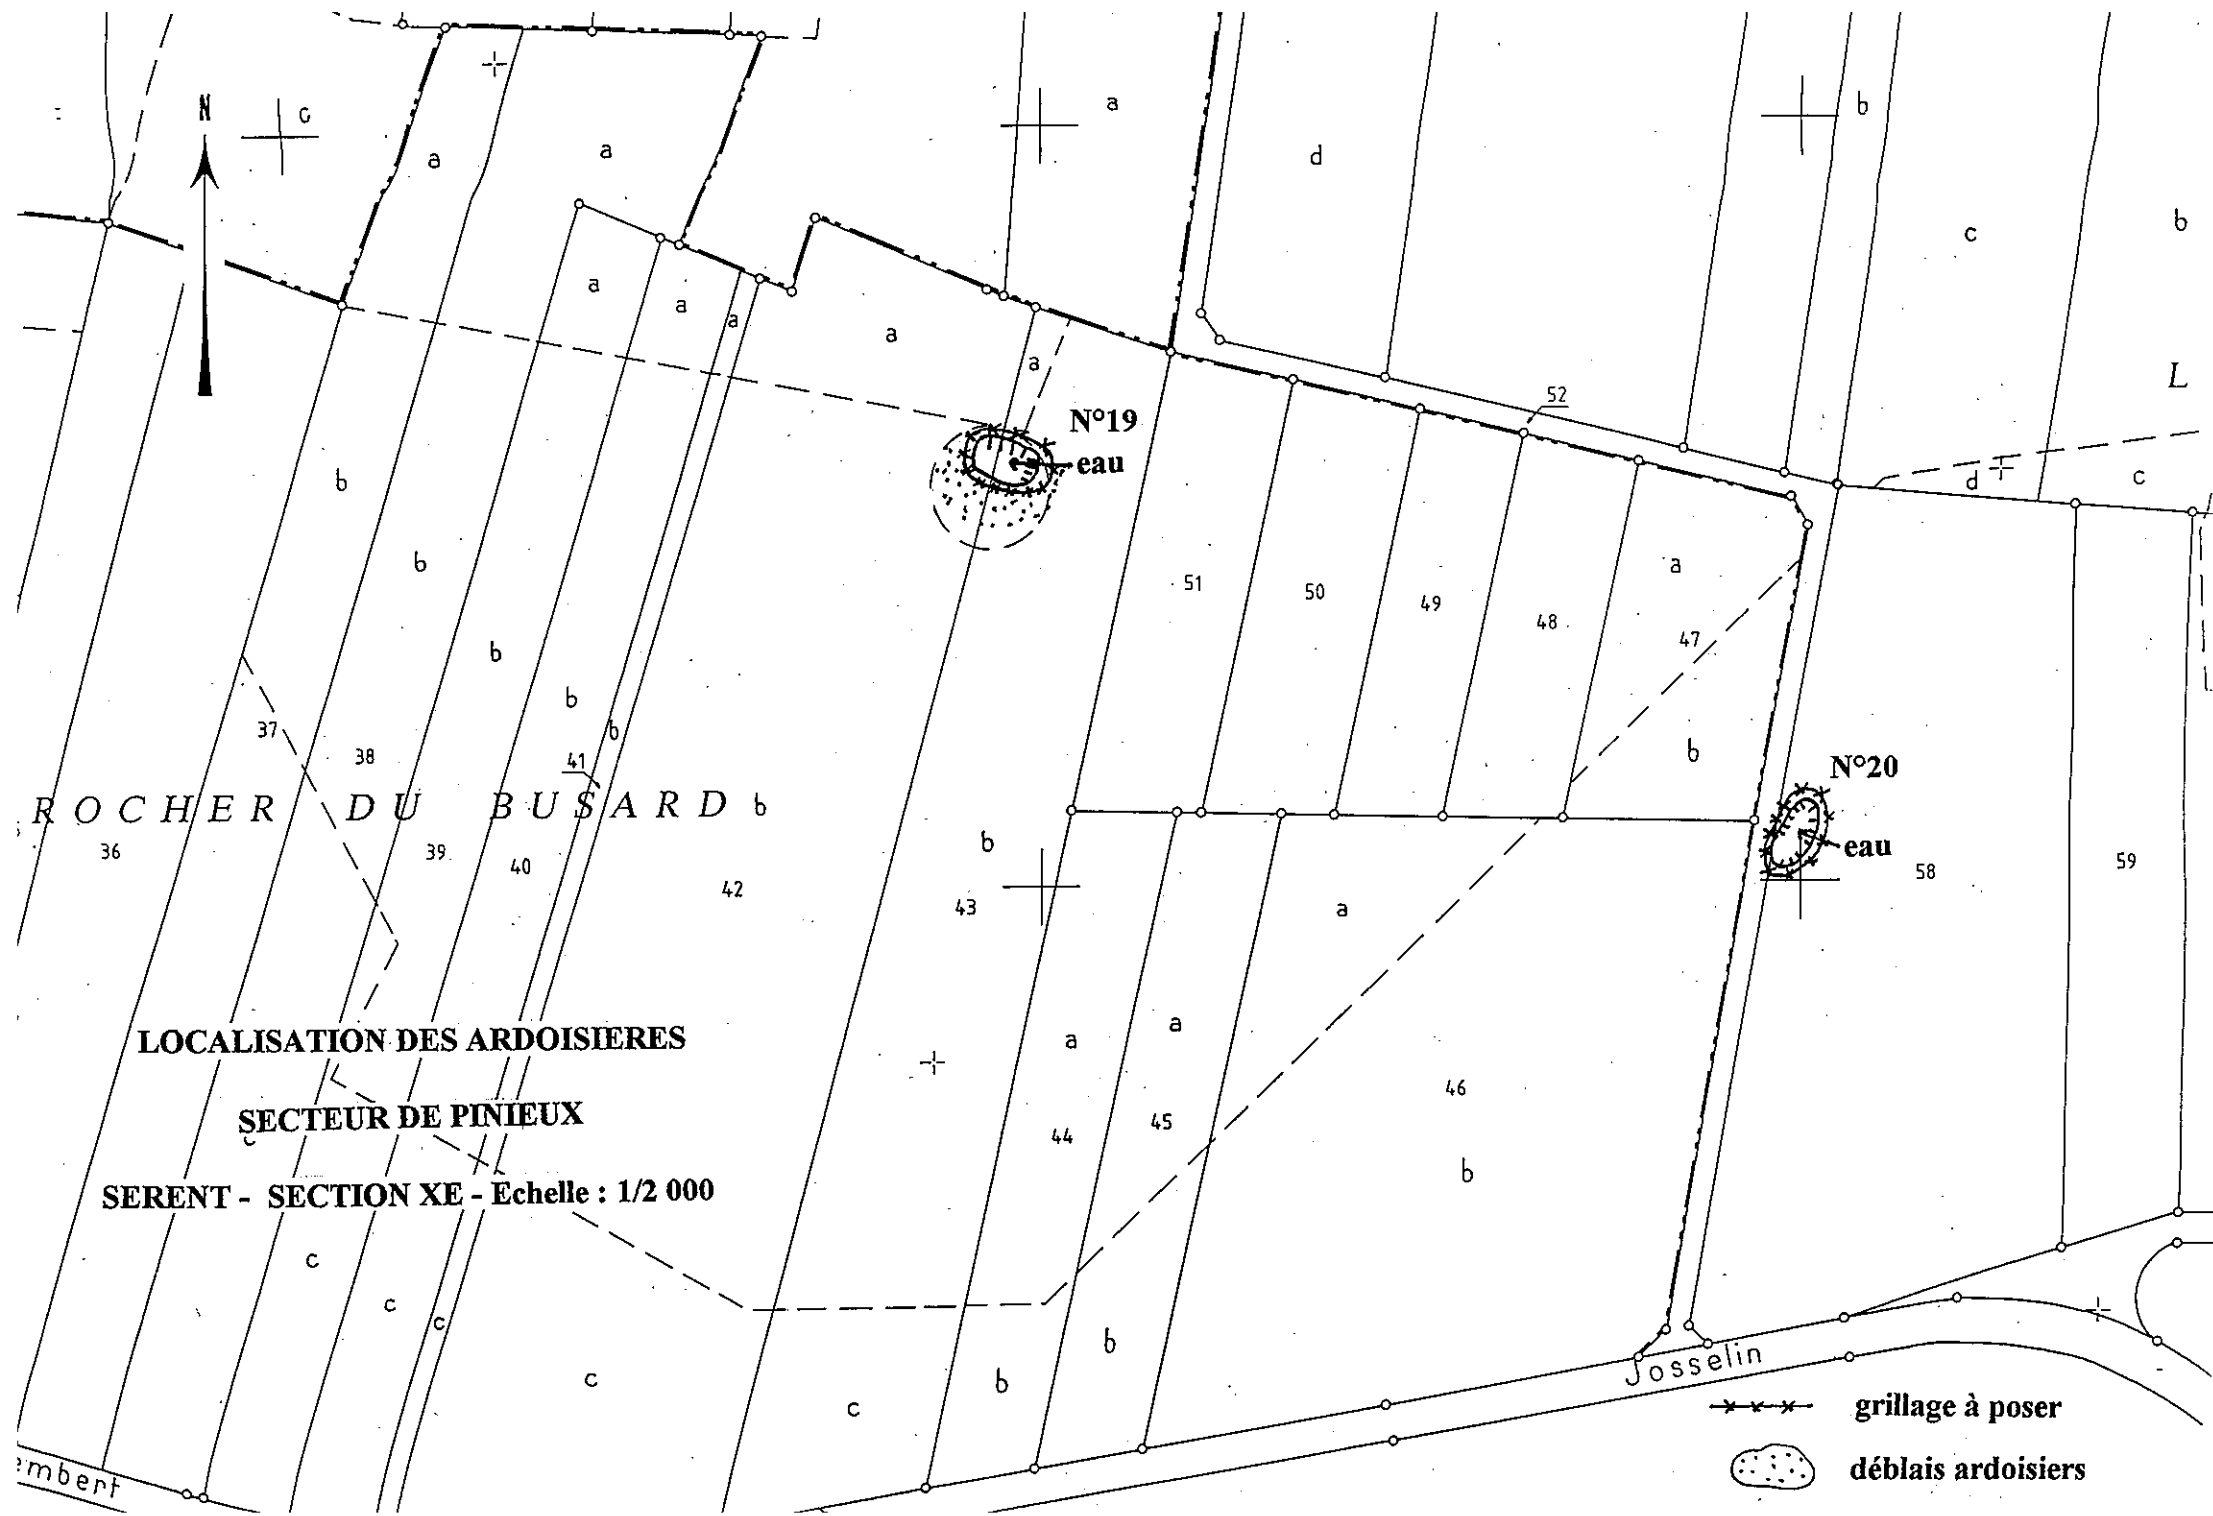 N
c
a
a
a
d
b
c
b
a
a
a
a
a
L
52
N°19
eau
d
c
b
b
b
b
b
51
50
49
48
a
47
b
37
38
41
N°20
eau
ROCHER DU BUSARD
b
36
39
40
42
b
43
a
58
59
LOCALISATION DES ARDOISIERES
a
a
SECTEUR DE PINIEUX
44
45
46
b
SERENT - SECTION XE - Echelle : 1/2 000
c
c
c
c
c
b
b
Josselin
grillage à poser
embert
déblais ardoisiers